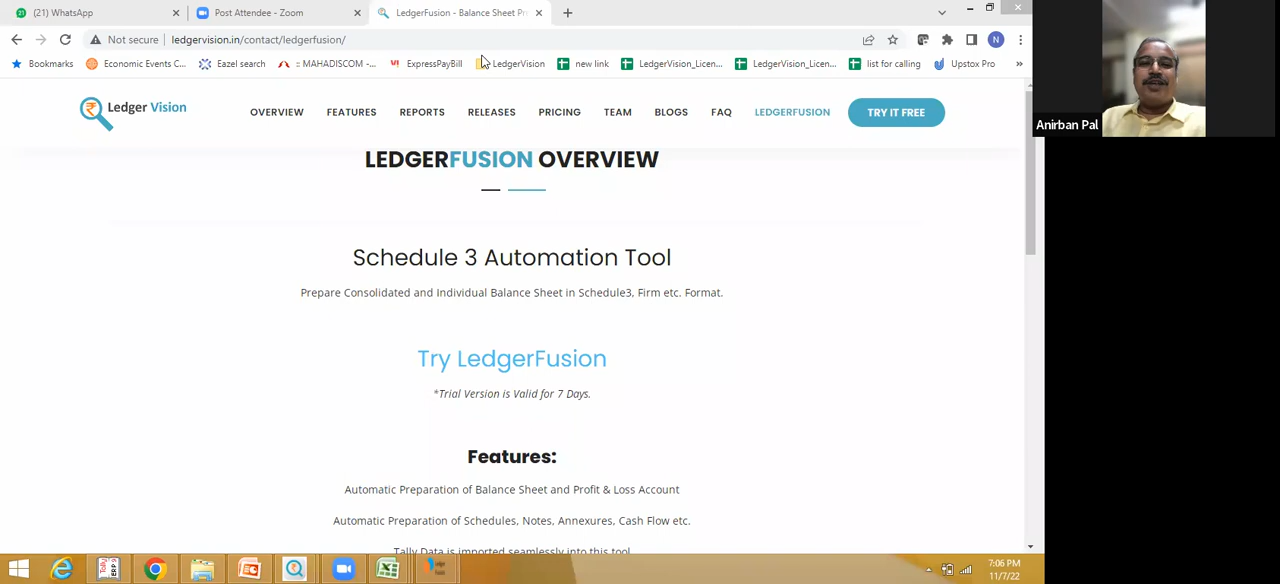 (21) WhatsApp
Post Attendee - Zoom
LedgerFusion - Balance Sheet Pr
Not secure
ledgervision.in/contact/ledgerfusion/
N
Bookmarks
Economic Events C...
Eazel search
:: MAHADISCOM -...
ExpressPayBill
LedgerVision
new link
LedgerVision_Licen...
LedgerVision_Licen...
list for calling
Upstox Pro
»
Ledger Vision
OVERVIEW
FEATURES
REPORTS
RELEASES
PRICING
TEAM
BLOGS
FAQ
LEDGERFUSION
TRY IT FREE
Anirban Pal
LEDGERFUSION OVERVIEW
Schedule 3 Automation Tool
Prepare Consolidated and Individual Balance Sheet in Schedule3, Firm etc. Format.
Try LedgerFusion
*Trial Version is Valid for 7 Days.
Features:
Automatic Preparation of Balance Sheet and Profit & Loss Account
Automatic Preparation of Schedules, Notes, Annexures, Cash Flow etc.
Tally Data is imported seamlessly into this tool
7:06 PM
11/7/22